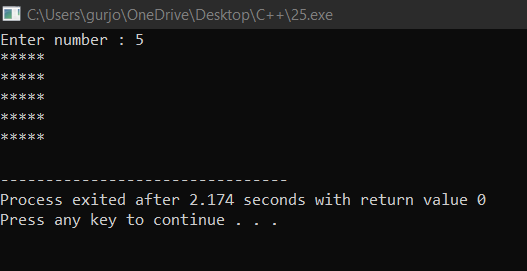 C:\Users\gurjo\OneDrive\Desktop\C++\25.exe
Enter number : 5
*****
*****
*****
*****
*****
--------------------------------
Process exited after 2.174 seconds with return value 0
Press any key to continue . . .